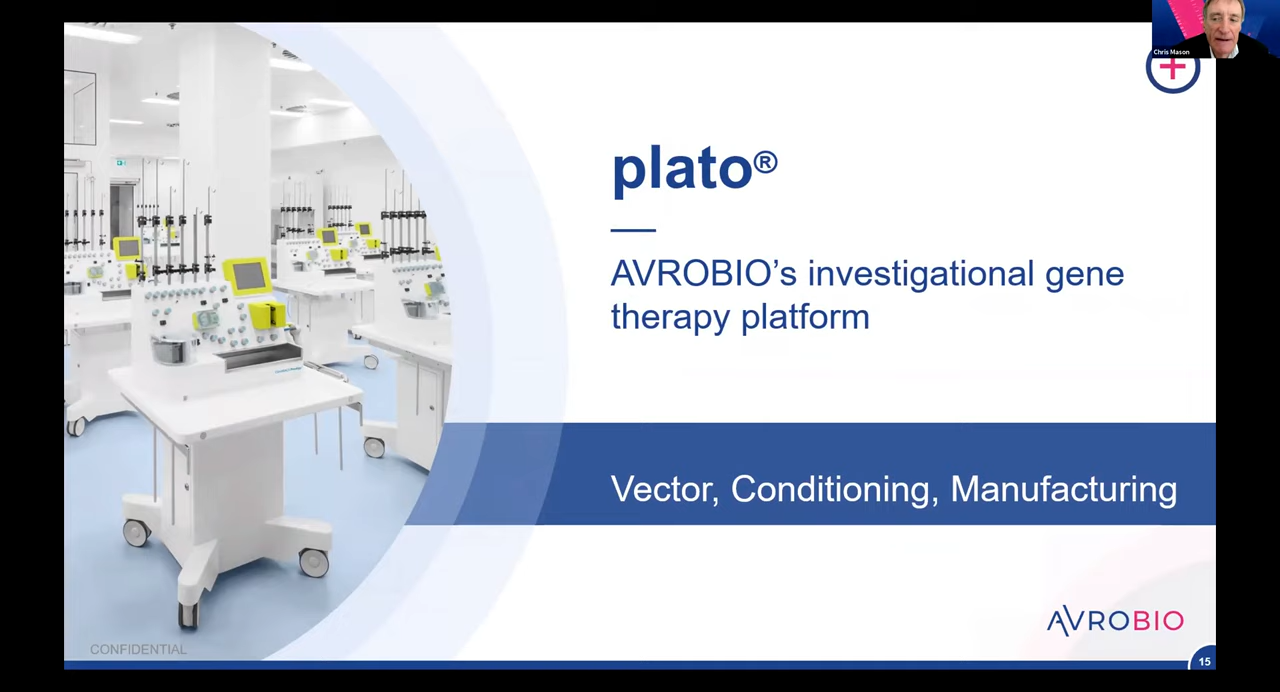 Chris Mason
plato®
AVROBIO’s investigational gene
therapy platform
Vector, Conditioning, Manufacturing
AVROBIO
CONFIDENTIAL
15